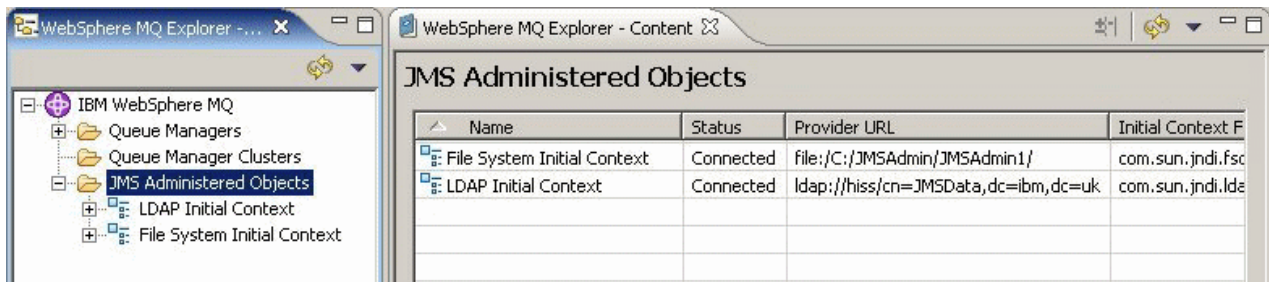 WebSphere MQ Explorer -...
IBM WebSphere MQ
Queue Managers
Queue Manager Clusters
JMS Administered Objects
LDAP Initial Context
File System Initial Context
WebSphere MQ Explorer - Content
JMS Administered Objects
Name Status Provider URL Initial Context F
File System Initial Context Connected file:/C:/JMSAdmin/JMSAdmin1/ com.sun.jndi.fsc
LDAP Initial Context Connected ldap://hiss/cn=JMSData,dc=ibm,dc=uk com.sun.jndi.lda